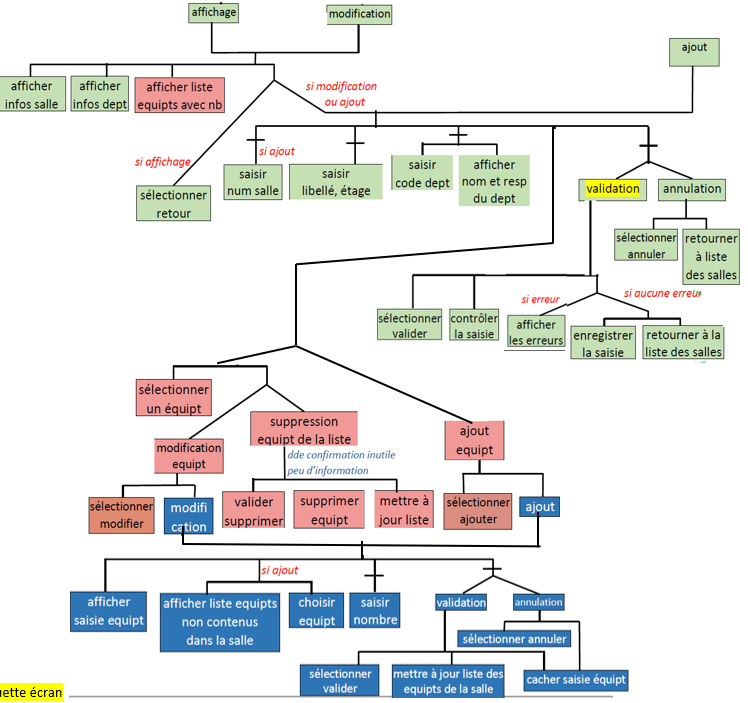 affichage
modification
ajout
afficher
infos salle
afficher
infos dept
afficher liste
equipts avec nb
si modification
ou ajout
si affichage
si ajout
sélectionner
retour
saisir
num salle
saisir
libellé, étage
saisir
code dept
afficher
nom et resp
du dept
validation
annulation
sélectionner
annuler
retourner
à liste
des salles
si erreur
si aucune erreur
sélectionner
valider
contrôler
la saisie
afficher
les erreurs
enregistrer
la saisie
retourner à la
liste des salles
sélectionner
un équipt
suppression
equipt de la liste
ajout
equipt
modification
equipt
dde confirmation inutile
peu d'information
sélectionner
modifier
modifi
cation
valider
supprimer
supprimer
equipt
mettre à
jour liste
sélectionner
ajouter
ajout
si ajout
afficher
saisie equipt
afficher liste equipts
non contenus
dans la salle
choisir
equipt
saisir
nombre
validation
annulation
sélectionner annuler
sélectionner
valider
mettre à jour liste des
equipts de la salle
cacher saisie équipt
uette écran